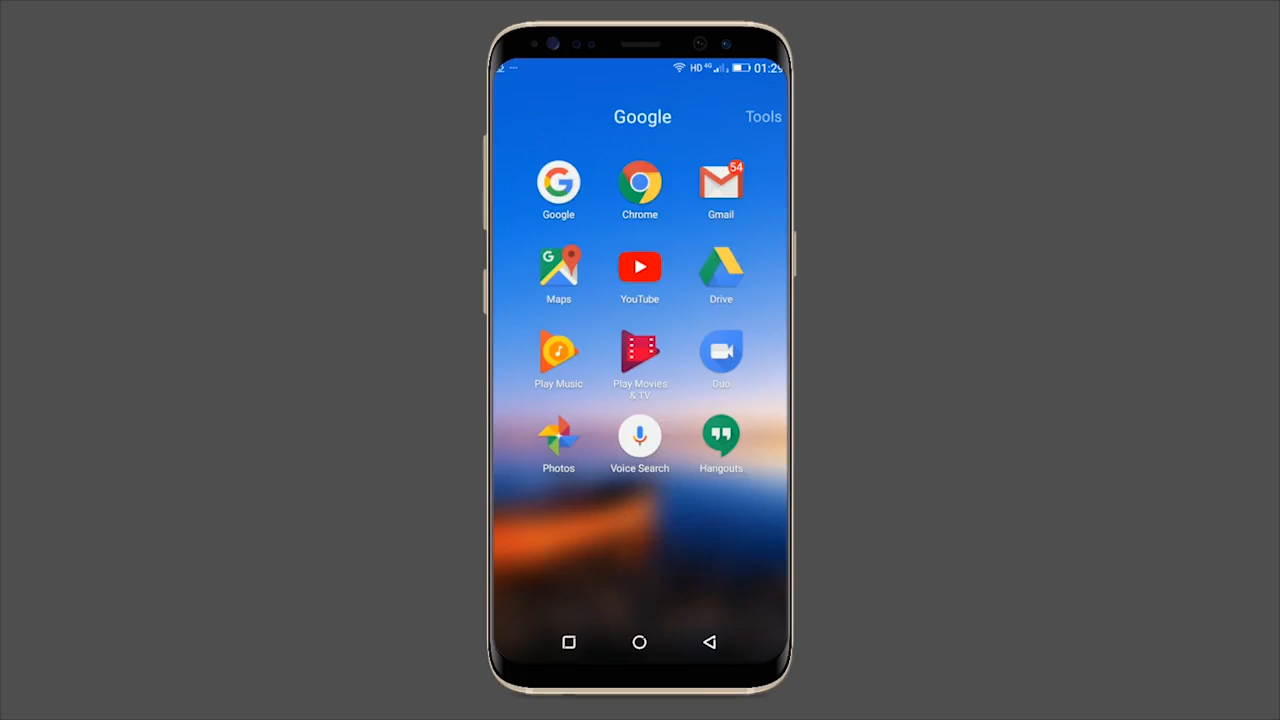 HD 4G 01:29
Google Tools
54
Google Chrome Gmail
G
Maps YouTube Drive
Play Music Play Movies Duo
& TV
Photos Voice Search Hangouts